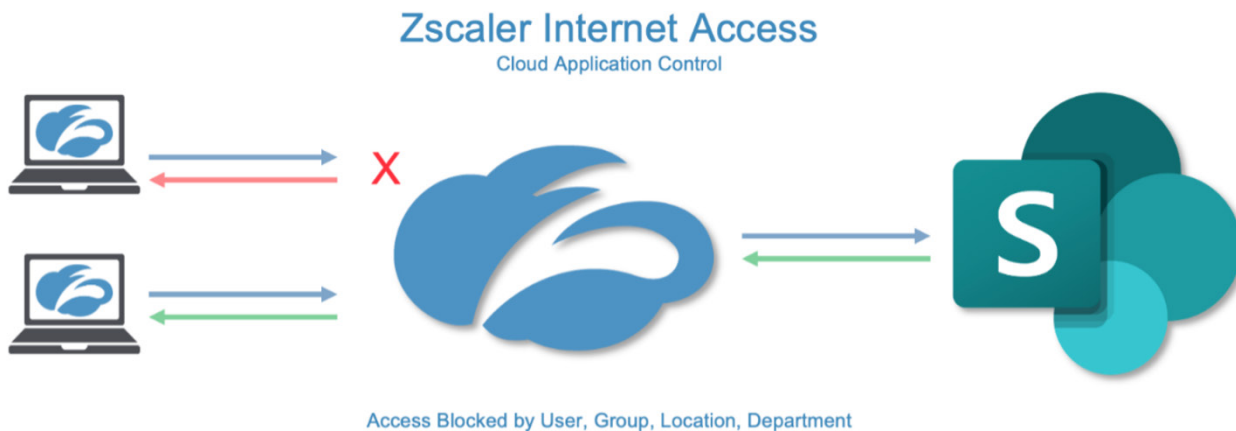 Zscaler Internet Access
Cloud Application Control
X
S
Access Blocked by User, Group, Location, Department